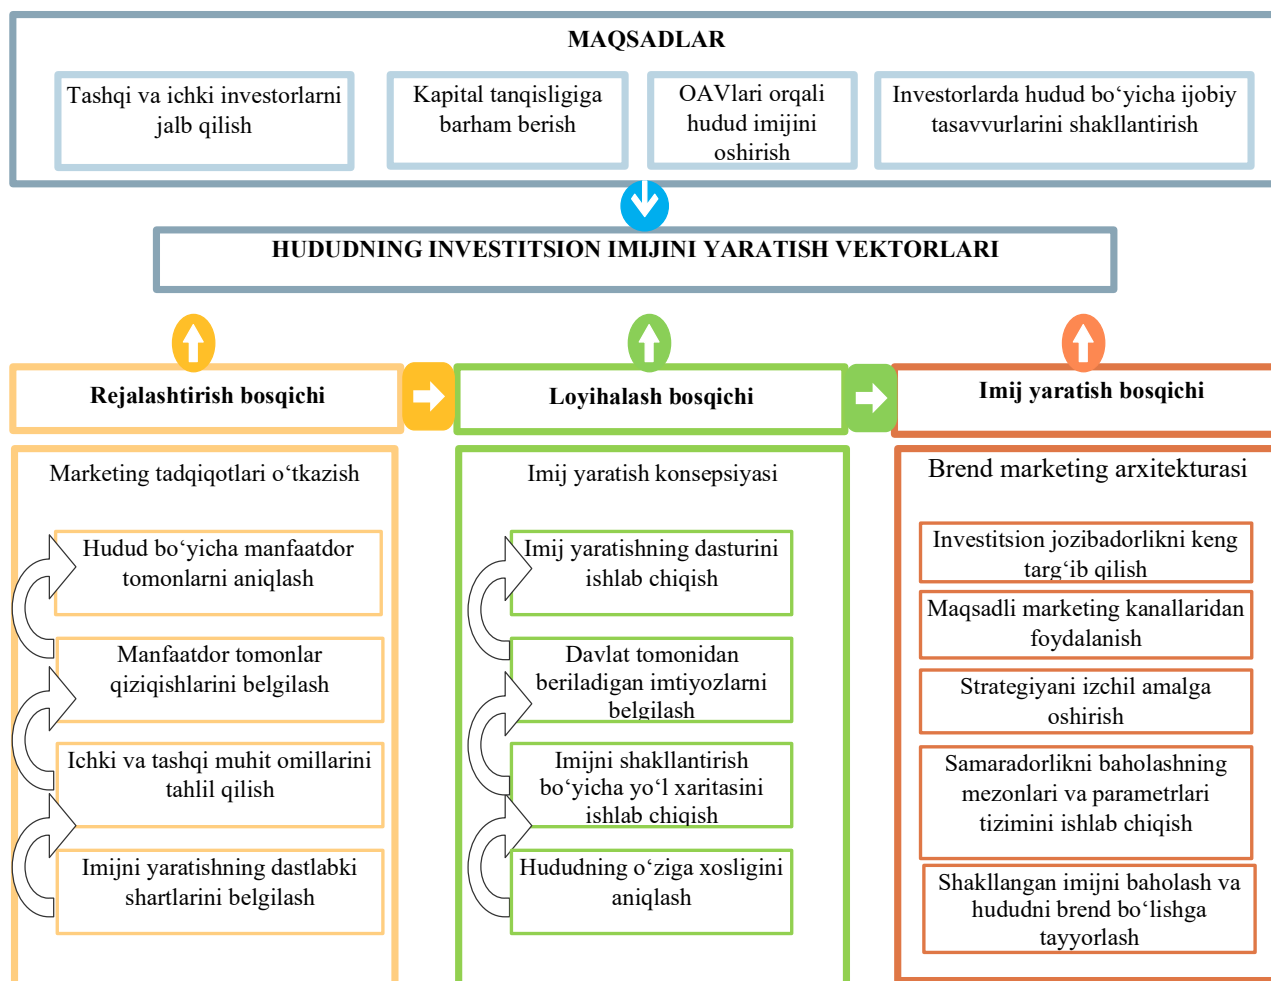 MAQSADLAR
Tashqi va ichki investorlarni
jalb qilish
Kapital tanqisligiga
barham berish
OAVlari orqali
hudud imijini
oshirish
Investorlarda hudud bo‘yicha ijobiy
tasavvurlarini shakllantirish
HUDUDNING INVESTITSION IMIJINI YARATISH VEKTORLARI
Rejalashtirish bosqichi
Loyihalash bosqichi
Imij yaratish bosqichi
Marketing tadqiqotlari o‘tkazish
Hudud bo‘yicha manfaatdor
tomonlarni aniqlash
Manfaatdor tomonlar
qiziqishlarini belgilash
Ichki va tashqi muhit omillarini
tahlil qilish
Imijni yaratishning dastlabki
shartlarini belgilash
Imij yaratish konsepsiyasi
Imij yaratishning dasturini
ishlab chiqish
Davlat tomonidan
beriladigan imtiyozlarni
belgilash
Imijni shakllantirish
bo‘yicha yo‘l xaritasini
ishlab chiqish
Hududning o‘ziga xosligini
aniqlash
Brend marketing arxitekturasi
Investitsion jozibadorlikni keng
targ‘ib qilish
Maqsadli marketing kanallaridan
foydalanish
Strategiyani izchil amalga
oshirish
Samaradorlikni baholashning
mezonlari va parametrlari
tizimini ishlab chiqish
Shakllangan imijni baholash va
hududni brend bo‘lishga
tayyorlash